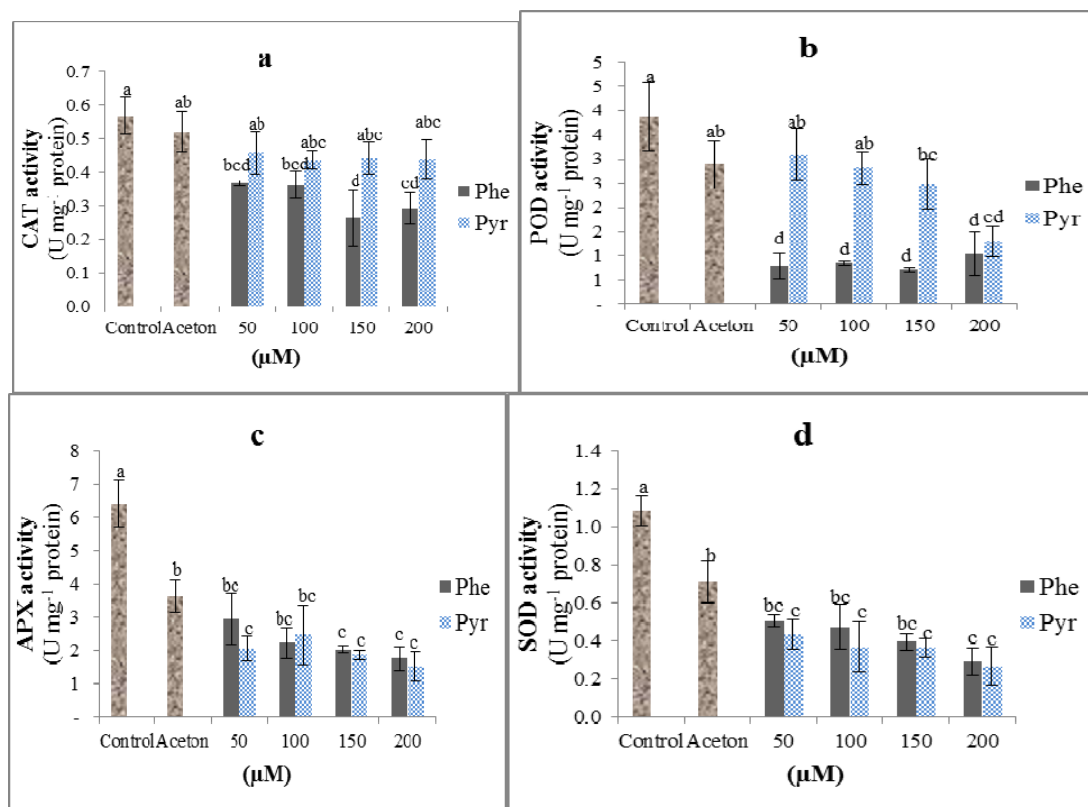 a
0.7
0.6
0.5
0.4
0.3
0.2
0.1
0.0
CAT activity
(U mg-1 protein)
a
ab
bcd
ab
bcd
abc
d
abc
cd
abc
Control Aceton 50 100 150 200
(µM)
Phe
Pyr
b
5
5
4
4
3
3
2
2
1
1
-
POD activity
(U mg-1 protein)
a
ab
d
ab
d
ab
d
bc
d
cd
Control Aceton 50 100 150 200
(µM)
Phe
Pyr
c
8
7
6
5
4
3
2
1
-
APX activity
(U mg-1 protein)
a
b
bc
c
bc
bc
c
c
c
c
Control Aceton 50 100 150 200
(µM)
Phe
Pyr
d
1.4
1.2
1.0
0.8
0.6
0.4
0.2
0.0
SOD activity
(U mg-1 protein)
a
b
bc
c
bc
c
bc
c
c
c
Control Aceton 50 100 150 200
(µM)
Phe
Pyr